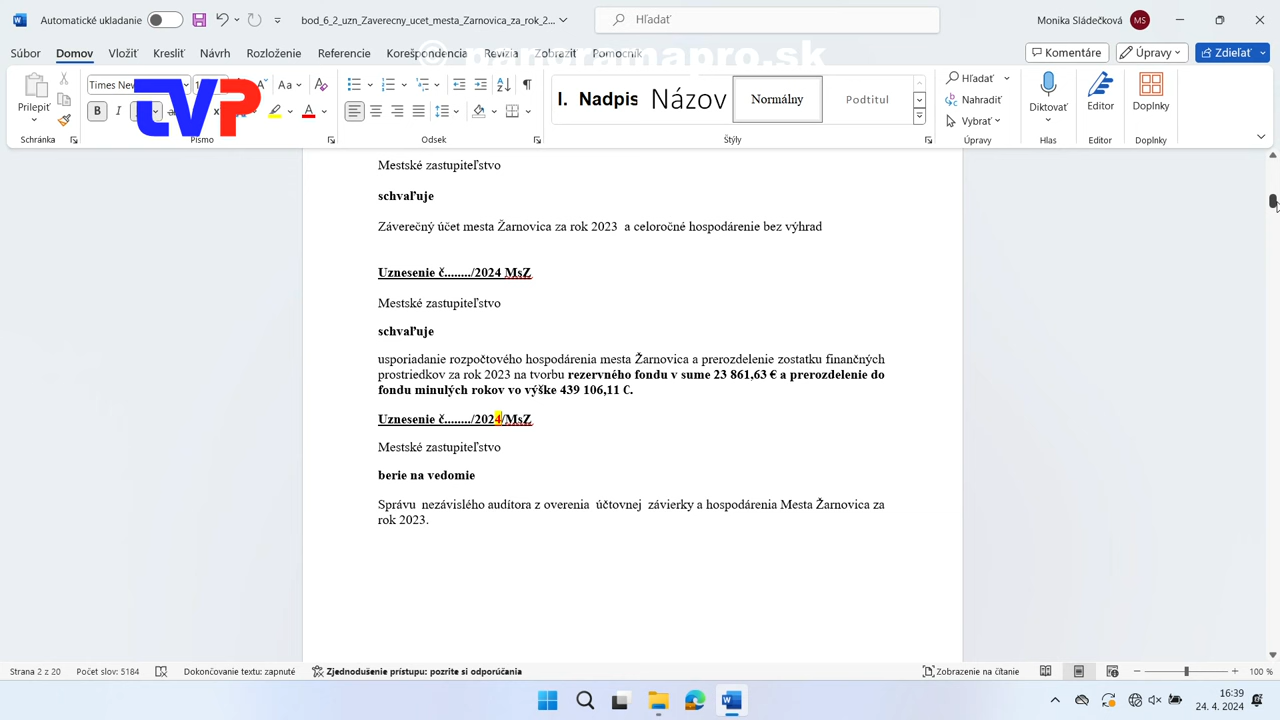 Automatické ukladanie
bod_6_2_uzn_Zaverecny_ucet_mesta_Zarnovica_za_rok_2...
Hľadať
Monika Sládečková MS
Súbor Domov Vložiť Kresliť Návrh Rozloženie Referencie Korešpondencia Revízia Zobraziť Pomocník
Komentáre Úpravy Zdieľať
© panoramapro.sk
Prilepiť
Schránka
Times New
Aa
B I
TVP
Písmo
Odsek
I. Nadpis Názov Normálny Podtitul
Štýly
Hľadať
Nahradiť
Vybrať
Úpravy
Diktovať
Hlas
Editor
Editor
Doplnky
Doplnky
Mestské zastupiteľstvo
schvaľuje
Záverečný účet mesta Žarnovica za rok 2023 a celoročné hospodárenie bez výhrad
Uznesenie č......../2024 MsZ
Mestské zastupiteľstvo
schvaľuje
usporiadanie rozpočtového hospodárenia mesta Žarnovica a prerozdelenie zostatku finančných
prostriedkov za rok 2023 na tvorbu rezervného fondu v sume 23 861,63 € a prerozdelenie do
fondu minulých rokov vo výške 439 106,11 €.
Uznesenie č......../2024/MsZ
Mestské zastupiteľstvo
berie na vedomie
Správu nezávislého audítora z overenia účtovnej závierky a hospodárenia Mesta Žarnovica za
rok 2023.
Strana 2 z 20 Počet slov: 5184 Dokončovanie textu: zapnuté Zjednodušenie prístupu: pozrite si odporúčania
Zobrazenie na čítanie
100 %
16:39
24. 4. 2024